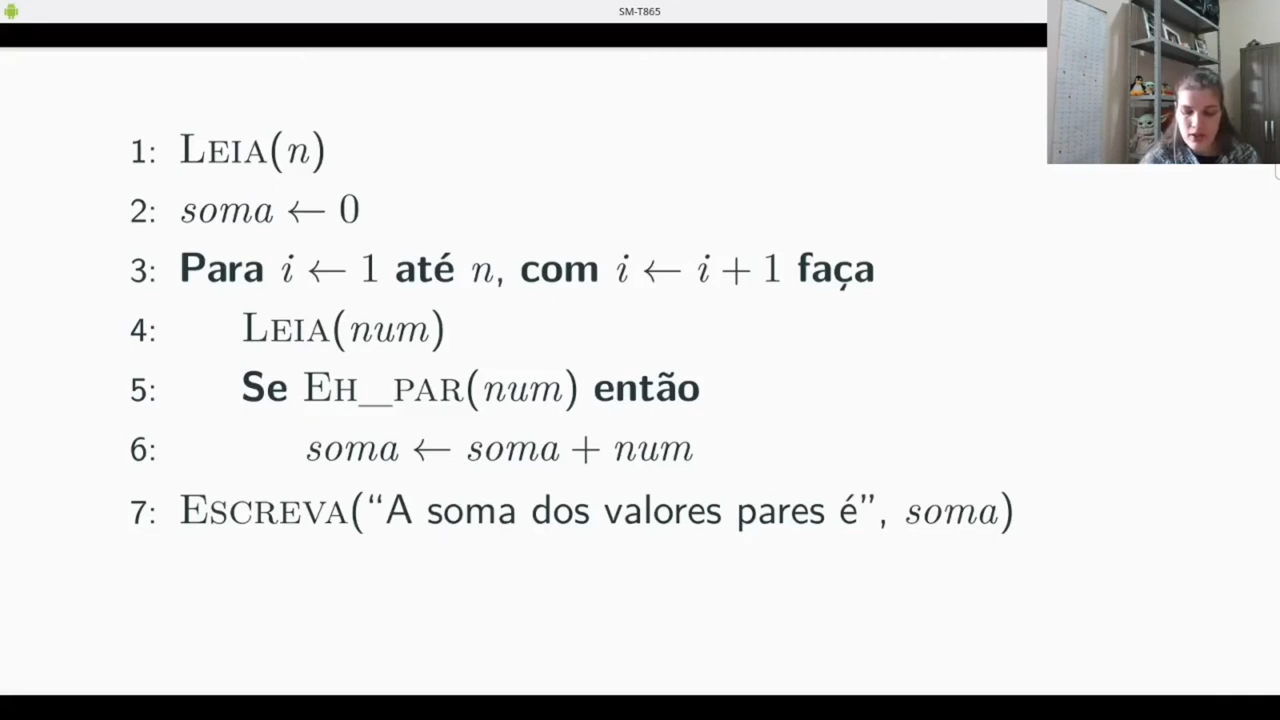 SM-T865
1: LEIA(n)
2: soma ← 0
3: Para i ← 1 até n, com i ← i + 1 faça
4: LEIA(num)
5: Se EH_PAR(num) então
6: soma ← soma + num
7: ESCREVA(“A soma dos valores pares é”, soma)